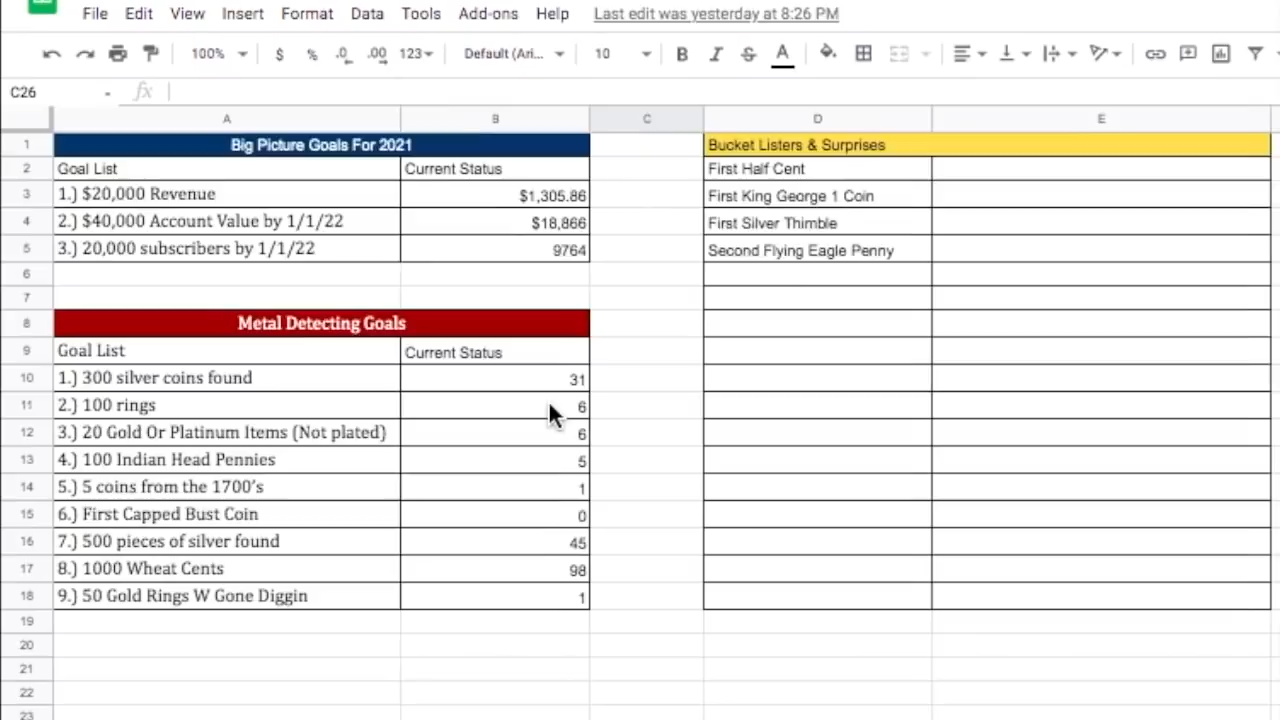 File Edit View Insert Format Data Tools Add-ons Help Last edit was yesterday at 8:26 PM
100% $ % .0 .00 123 Default (Ari... 10 B I S A
C26 fx
A B C D E
1 Big Picture Goals For 2021 Bucket Listers & Surprises
2 Goal List Current Status First Half Cent
3 1.) $20,000 Revenue $1,305.86 First King George 1 Coin
4 2.) $40,000 Account Value by 1/1/22 $18,866 First Silver Thimble
5 3.) 20,000 subscribers by 1/1/22 9764 Second Flying Eagle Penny
6
7
8 Metal Detecting Goals
9 Goal List Current Status
10 1.) 300 silver coins found 31
11 2.) 100 rings 6
12 3.) 20 Gold Or Platinum Items (Not plated) 6
13 4.) 100 Indian Head Pennies 5
14 5.) 5 coins from the 1700's 1
15 6.) First Capped Bust Coin 0
16 7.) 500 pieces of silver found 45
17 8.) 1000 Wheat Cents 98
18 9.) 50 Gold Rings W Gone Diggin 1
19
20
21
22
23